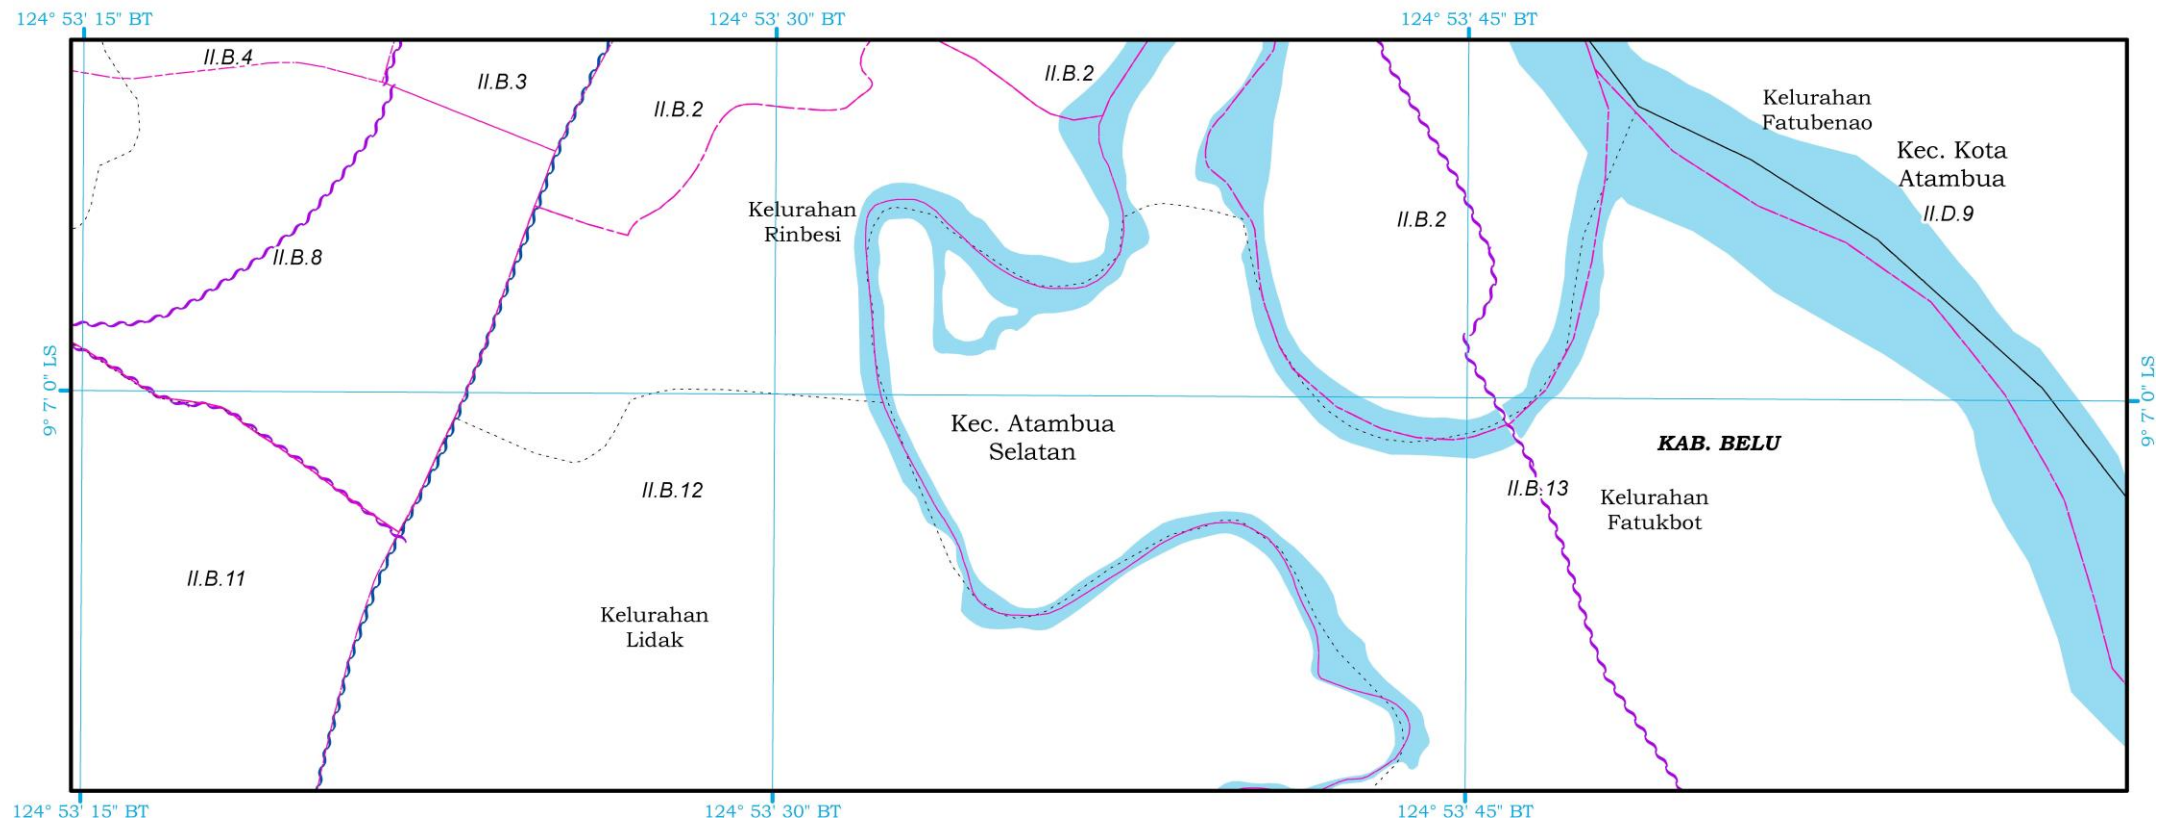 124° 53' 15" BT
124° 53' 30" BT
124° 53' 45" BT
II.B.4
II.B.3
II.B.2
II.B.2
Kelurahan
Fatubenao
Kec. Kota
Atambua
II.D.9
Kelurahan
Rinbesi
II.B.2
II.B.8
9° 7' 0" LS
9° 7' 0" LS
Kec. Atambua
Selatan
KAB. BELU
II.B.12
II.B.13
Kelurahan
Fatukbot
II.B.11
Kelurahan
Lidak
124° 53' 15" BT
124° 53' 30" BT
124° 53' 45" BT